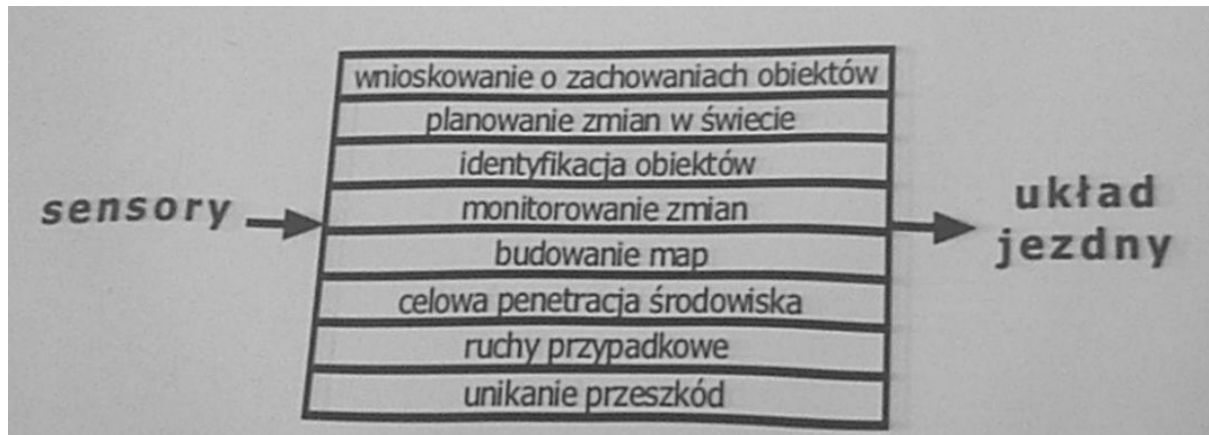 wnioskowanie o zachowaniach obiektów
planowanie zmian w świecie
identyfikacja obiektów
sensory
monitorowanie zmian
układ
jezdny
budowanie map
celowa penetracja środowiska
ruchy przypadkowe
unikanie przeszkód